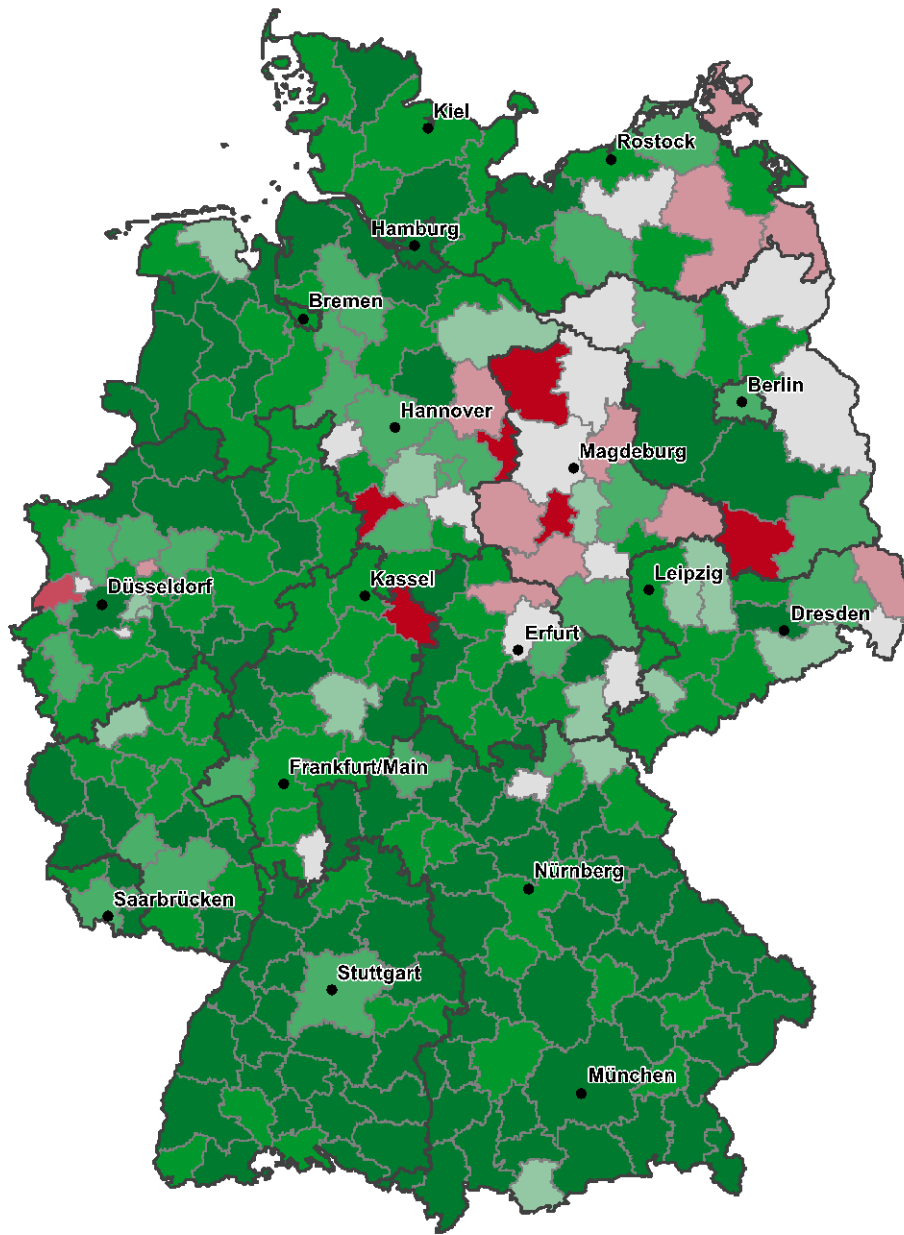 Kiel
Rostock
Hamburg
Bremen
Berlin
Hannover
Magdeburg
Düsseldorf
Kassel
Leipzig
Dresden
Erfurt
Frankfurt/Main
Nürnberg
Saarbrücken
Stuttgart
München